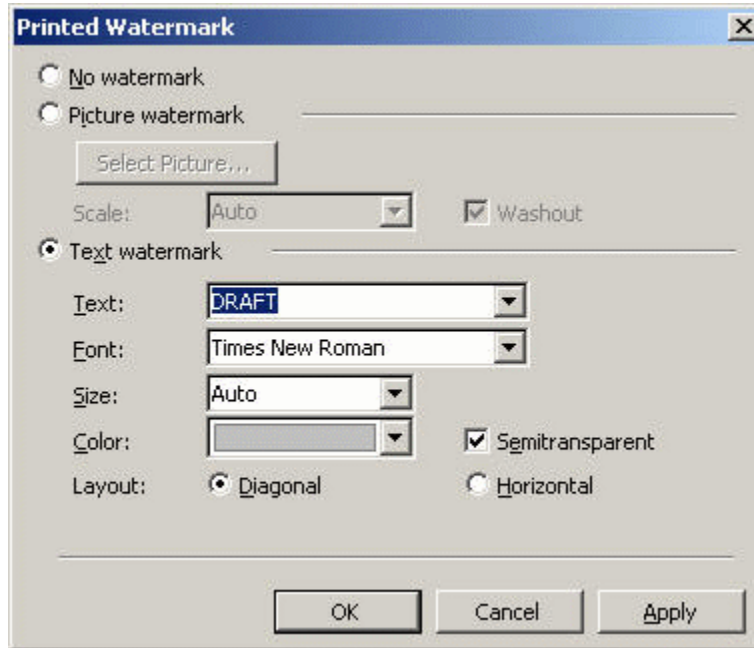 Printed Watermark
No watermark
Picture watermark
Select Picture...
Scale: Auto Washout
Text watermark
Text: DRAFT
Font: Times New Roman
Size: Auto
Color: Semitransparent
Layout: Diagonal Horizontal
OK Cancel Apply